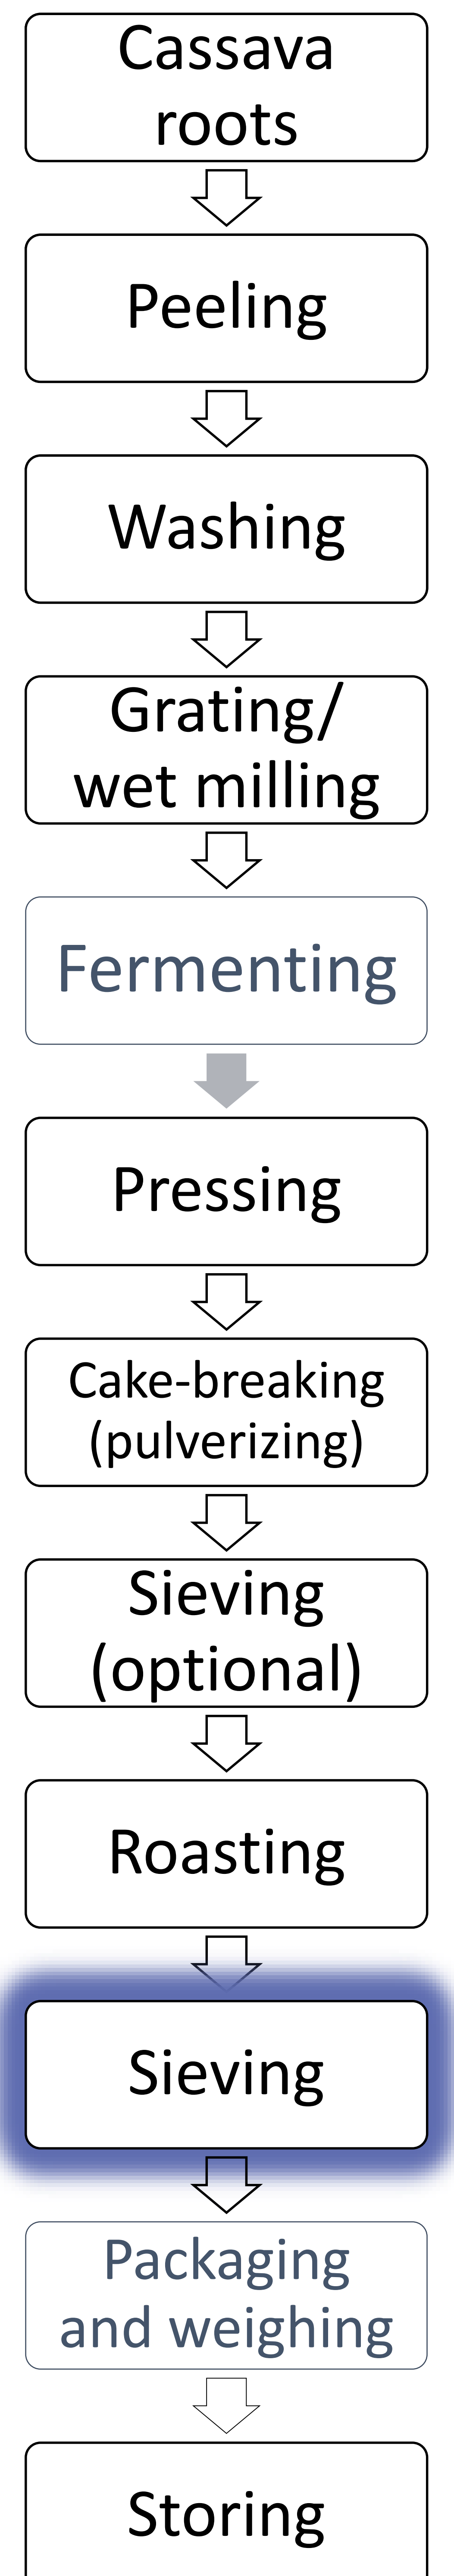 Cassava
roots
Peeling
Washing
Grating/
wet milling
Fermenting
Pressing
Cake-breaking
(pulverizing)
Sieving
(optional)
Roasting
Sieving
Packaging
and weighing
Storing